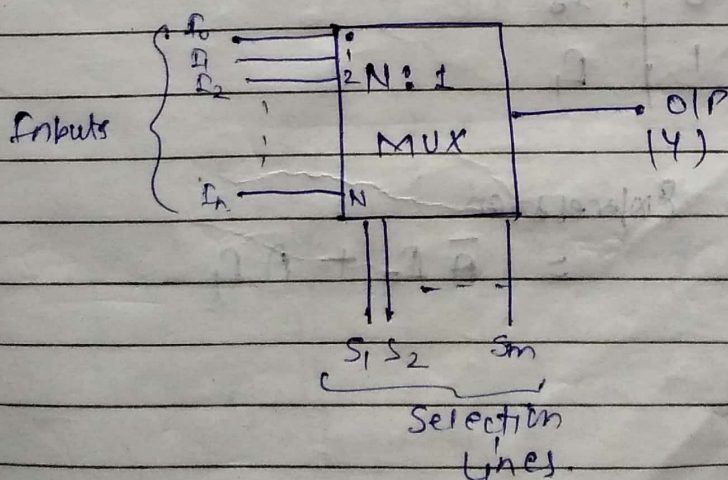 I0
I1
I2
Inputs
In
0
1
2
N
N:1
MUX
O/P
(Y)
S1 S2 Sm
Selection
Lines.